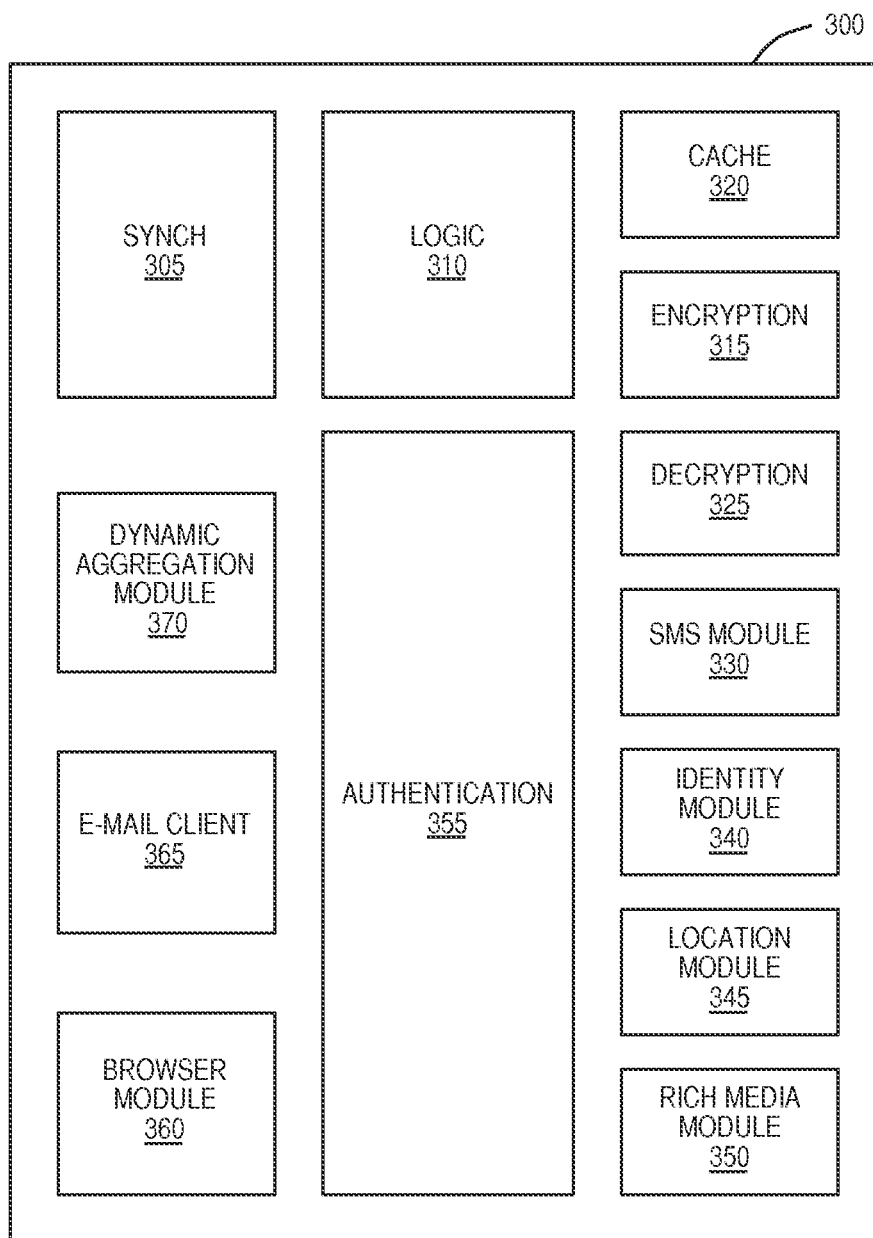 300
SYNCH
305
LOGIC
310
CACHE
320
ENCRYPTION
315
DECRYPTION
325
DYNAMIC
AGGREGATION
MODULE
370
SMS MODULE
330
E-MAIL CLIENT
365
AUTHENTICATION
355
IDENTITY
MODULE
340
LOCATION
MODULE
345
BROWSER
MODULE
360
RICH MEDIA
MODULE
350